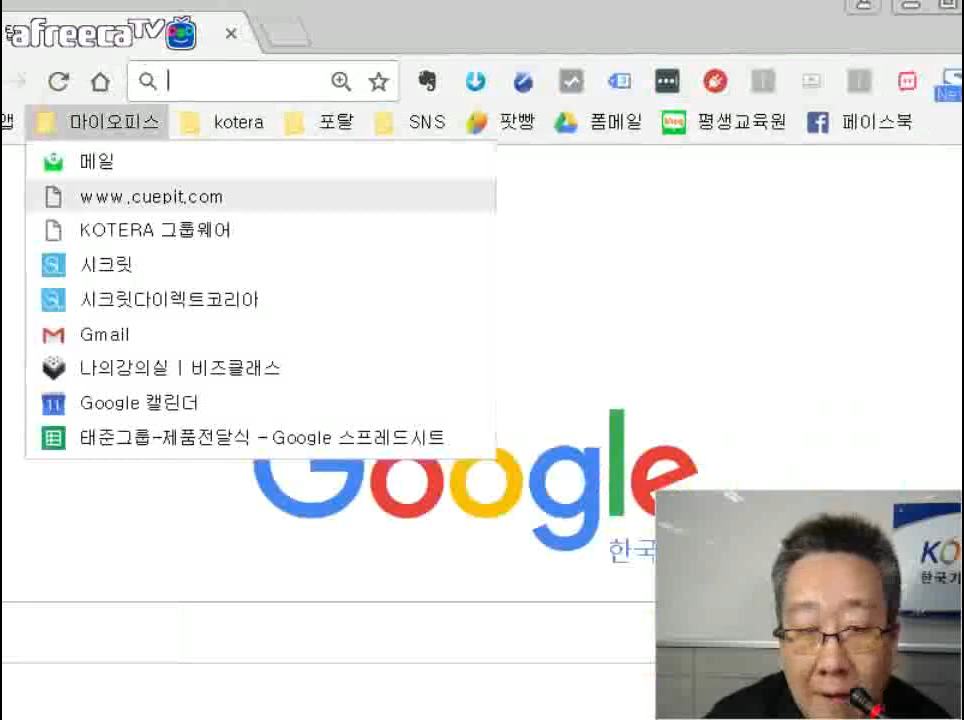 afreecaTV
New
앱 마이오피스 kotera 포탈 SNS 팟빵 폼메일 평생교육원 페이스북
메일
www.cuepit.com
KOTERA 그룹웨어
시크릿
시크릿다이렉트코리아
Gmail
나의강의실 | 비즈클래스
11 Google 캘린더
태준그룹-제품전달식 - Google 스프레드시트
Google
한국
KO
한국기